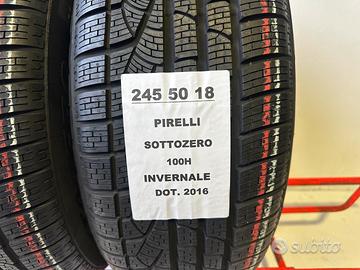 245 50 18
PIRELLI
SOTTOZERO
100H
INVERNALE
DOT. 2016
subito